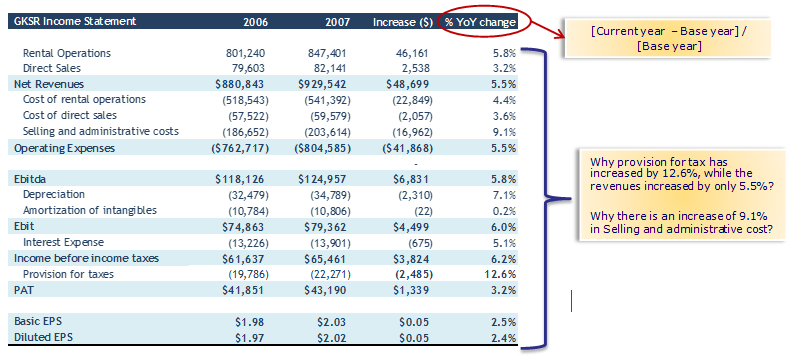 GKSR Income Statement 2006 2007 Increase ($) % YoY change
Rental Operations 801,240 847,401 46,161 5.8%
Direct Sales 79,603 82,141 2,538 3.2%
Net Revenues $880,843 $929,542 $48,699 5.5%
Cost of rental operations (518,543) (541,392) (22,849) 4.4%
Cost of direct sales (57,522) (59,579) (2,057) 3.6%
Selling and administrative costs (186,652) (203,614) (16,962) 9.1%
Operating Expenses ($762,717) ($804,585) ($41,868) 5.5%
-
Ebitda $118,126 $124,957 $6,831 5.8%
Depreciation (32,479) (34,789) (2,310) 7.1%
Amortization of intangibles (10,784) (10,806) (22) 0.2%
Ebit $74,863 $79,362 $4,499 6.0%
Interest Expense (13,226) (13,901) (675) 5.1%
Income before income taxes $61,637 $65,461 $3,824 6.2%
Provision for taxes (19,786) (22,271) (2,485) 12.6%
PAT $41,851 $43,190 $1,339 3.2%
Basic EPS $1.98 $2.03 $0.05 2.5%
Diluted EPS $1.97 $2.02 $0.05 2.4%
[Current year – Base year] /
[Base year]
Why provision for tax has
increased by 12.6%, while the
revenues increased by only 5.5%?
Why there is an increase of 9.1%
in Selling and administrative cost?